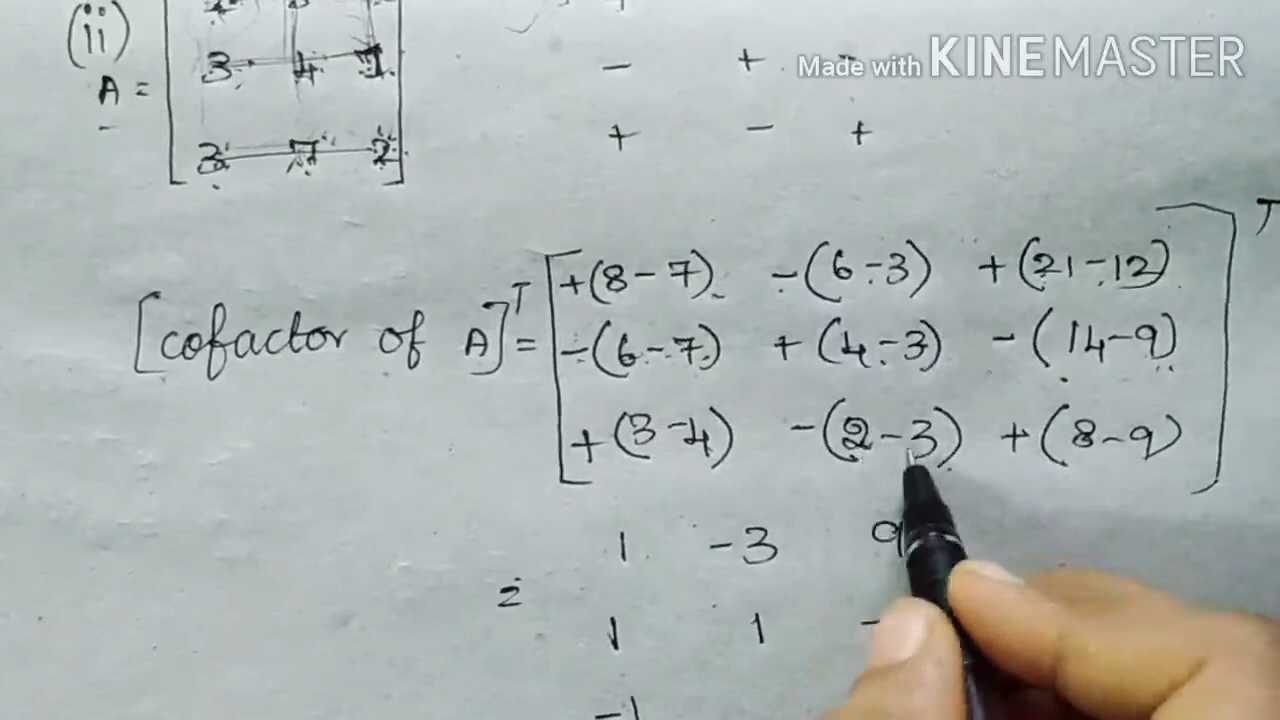 (ii)
A = 3 4 1
3 7 2
- +
+ - +
Made with KINEMASTER
[cofactor of A]ᵀ = [ +(8-7) -(6-3) +(21-12)
-(6-7) +(4-3) -(14-9)
+(3-4) -(2-3) +(8-9) ]ᵀ
= 1 -3 9
1 1 -
-1